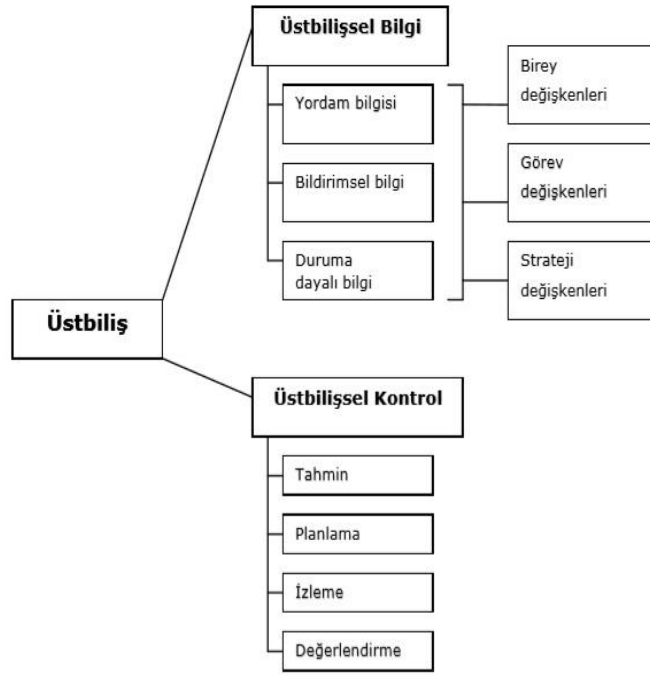 Üstbilişsel Bilgi
Yordam bilgisi
Bildirimsel bilgi
Duruma
dayalı bilgi
Birey
değişkenleri
Görev
değişkenleri
Strateji
değişkenleri
Üstbiliş
Üstbilişsel Kontrol
Tahmin
Planlama
İzleme
Değerlendirme